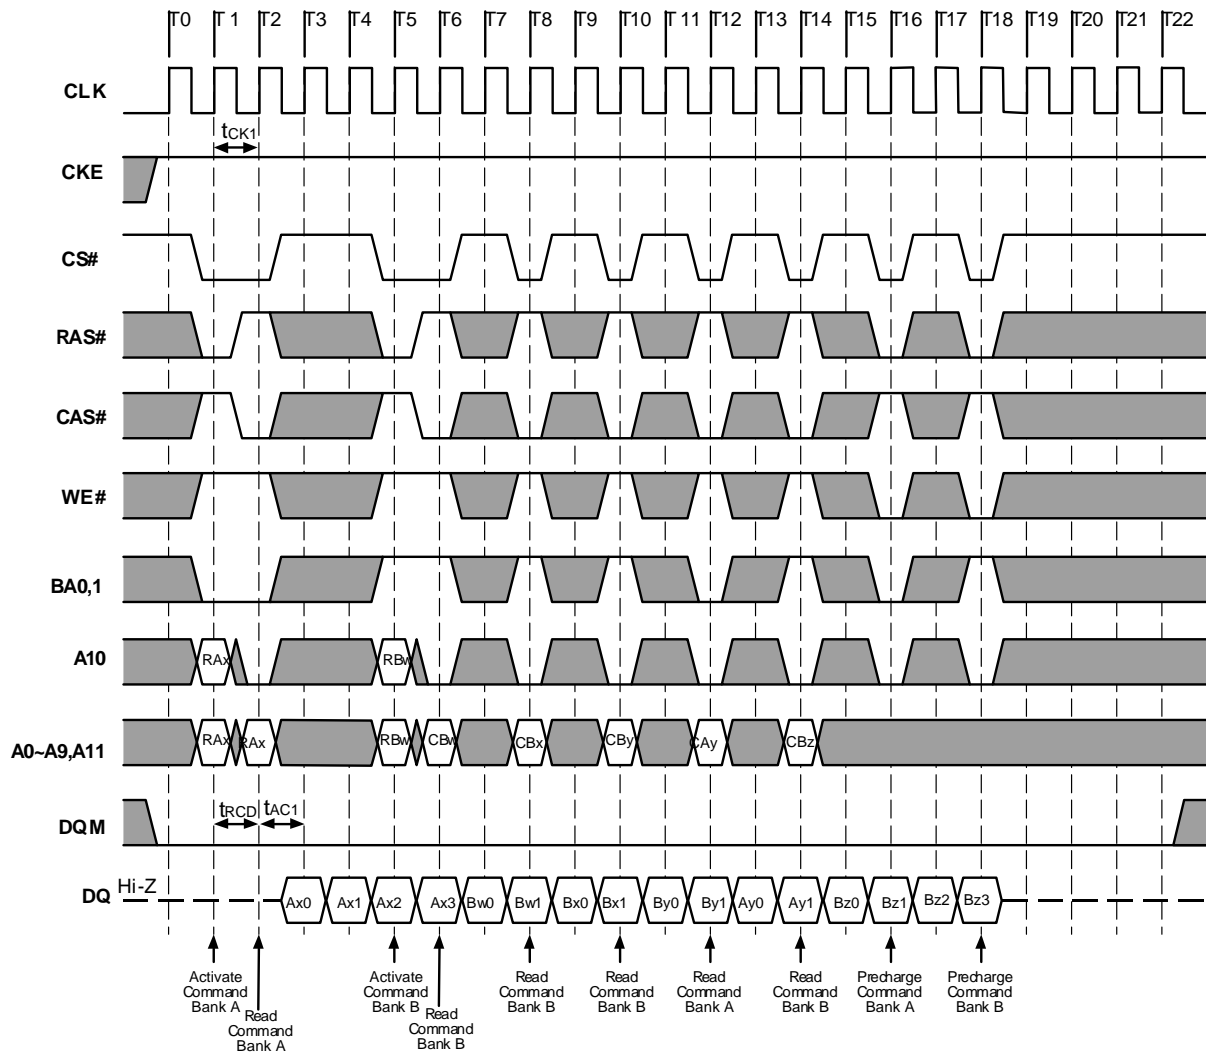 T0 T 1 T2 T3 T4 T5 T6 T7 T8 T9 T10 T 11 T12 T13 T14 T15 T16 T17 T18 T19 T20 T21 T22
CLK
tCK1
CKE
CS#
RAS#
CAS#
WE#
BA0,1
A10 RAx RBw
A0~A9,A11 RAx RAx RBw CBw CBx CBy CAy CBz
tRCD tAC1
DQM
Hi-Z
DQ Ax0 Ax1 Ax2 Ax3 Bw0 Bw1 Bx0 Bx1 By0 By1 Ay0 Ay1 Bz0 Bz1 Bz2 Bz3
Activate
Command
Bank A
Read
Command
Bank A
Activate
Command
Bank B
Read
Command
Bank B
Read
Command
Bank B
Read
Command
Bank B
Read
Command
Bank A
Read
Command
Bank B
Precharge
Command
Bank A
Precharge
Command
Bank B